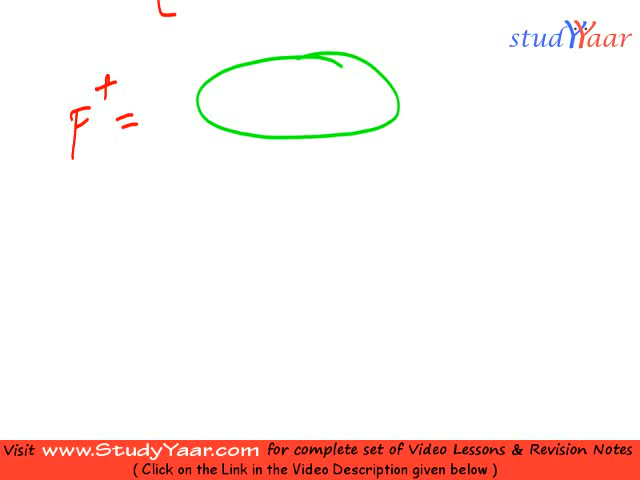 studYYaar
F⁺ =
Visit www.StudyYaar.com for complete set of Video Lessons & Revision Notes
( Click on the Link in the Video Description given below )